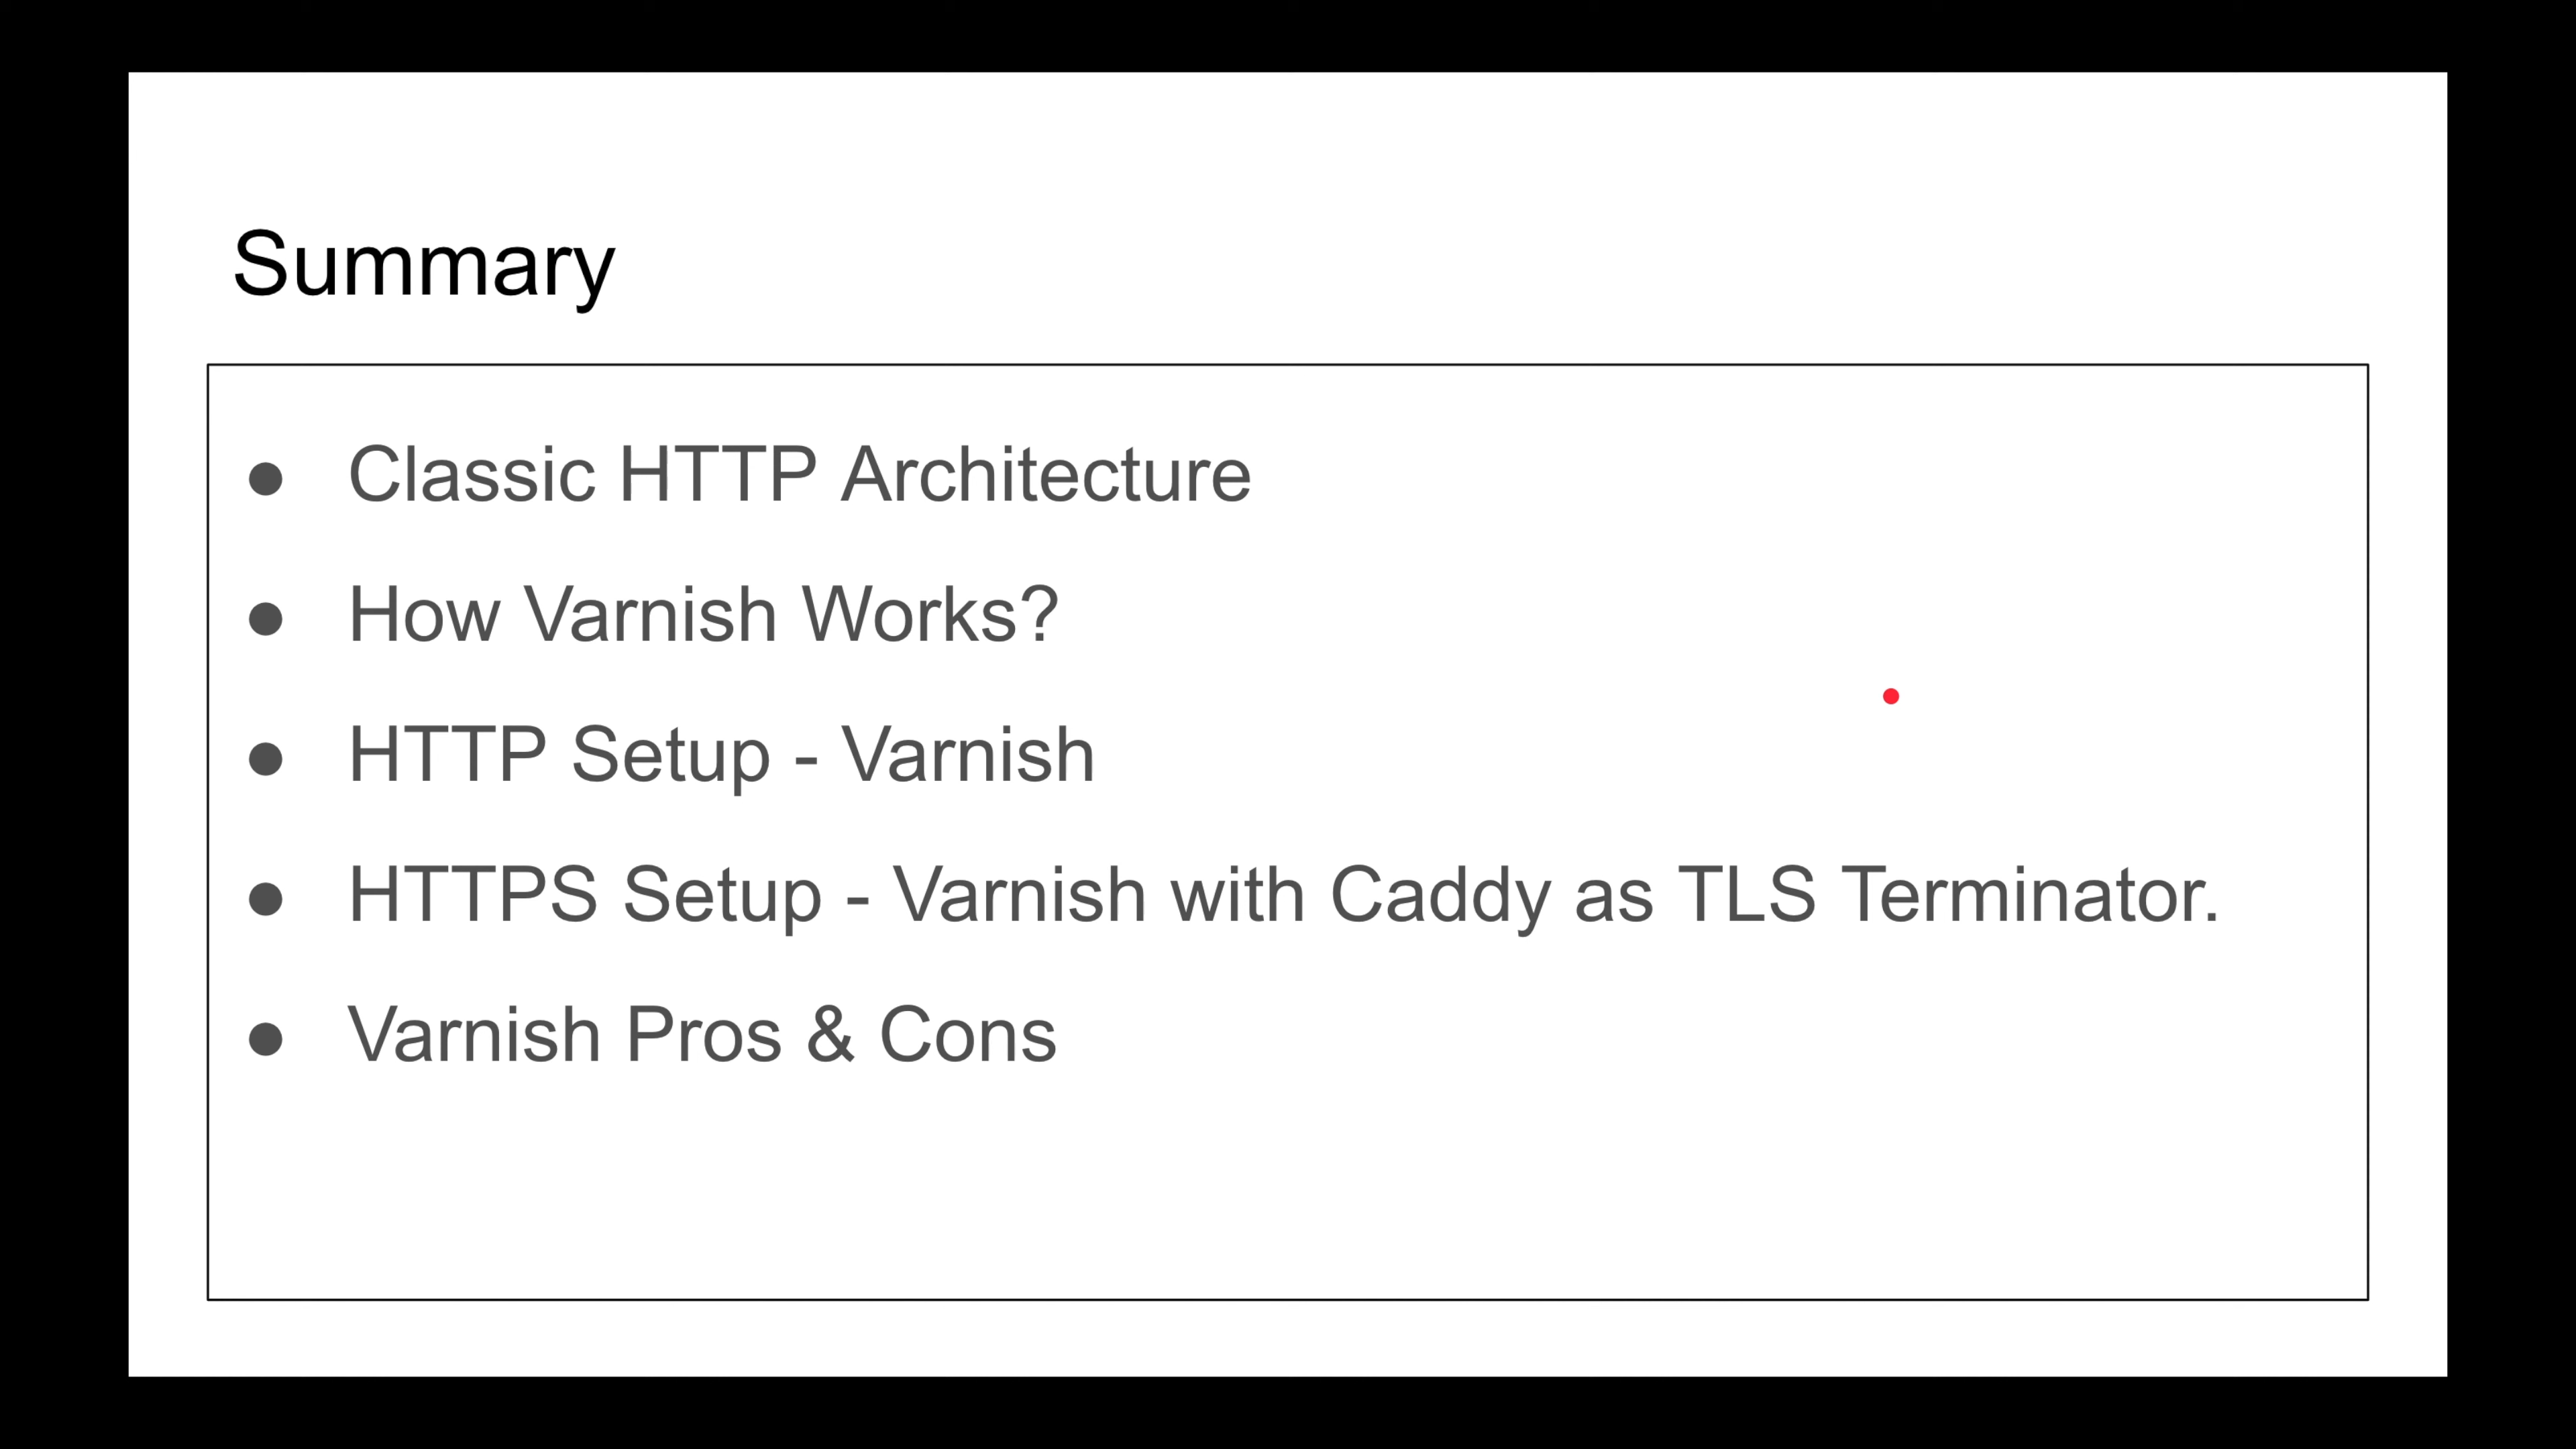 Summary
● Classic HTTP Architecture
● How Varnish Works?
● HTTP Setup - Varnish
● HTTPS Setup - Varnish with Caddy as TLS Terminator.
● Varnish Pros & Cons